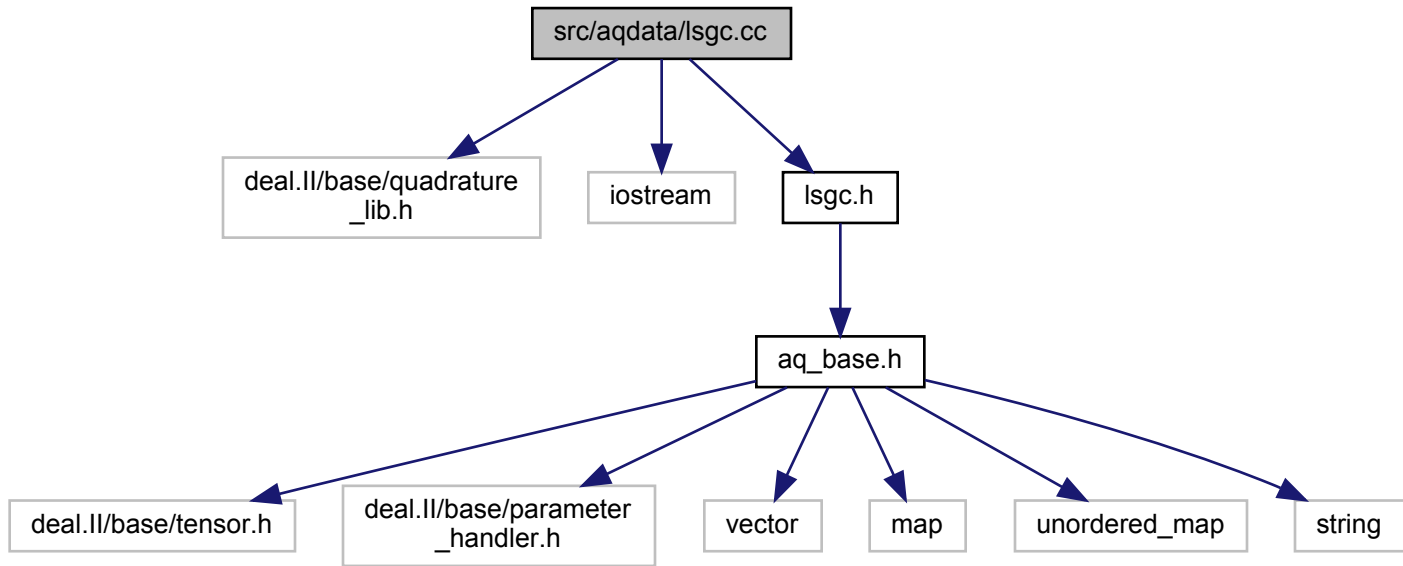 src/aqdata/lsgc.cc
deal.II/base/quadrature
_lib.h
iostream
lsgc.h
aq_base.h
deal.II/base/tensor.h
deal.II/base/parameter
_handler.h
vector
map
unordered_map
string